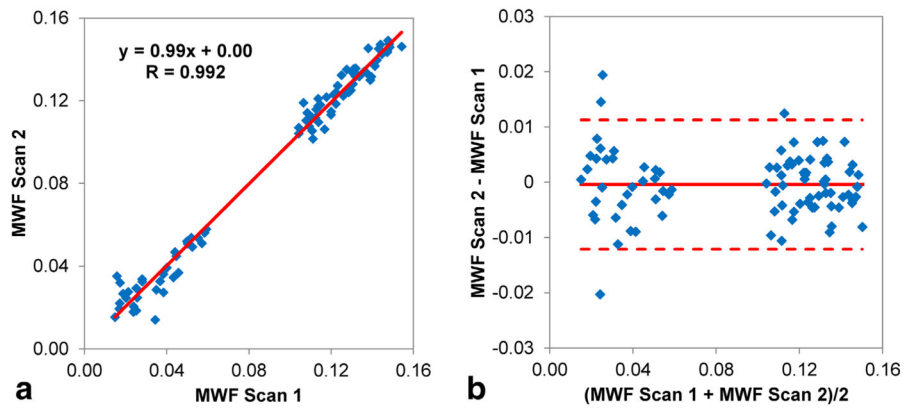 0.16
y = 0.99x + 0.00
R = 0.992
0.12
MWF Scan 2
0.08
0.04
0.00
0.00 0.04 0.08 0.12 0.16
a MWF Scan 1
0.03
0.02
0.01
MWF Scan 2 - MWF Scan 1
0
-0.01
-0.02
-0.03
0.00 0.04 0.08 0.12 0.16
b (MWF Scan 1 + MWF Scan 2)/2